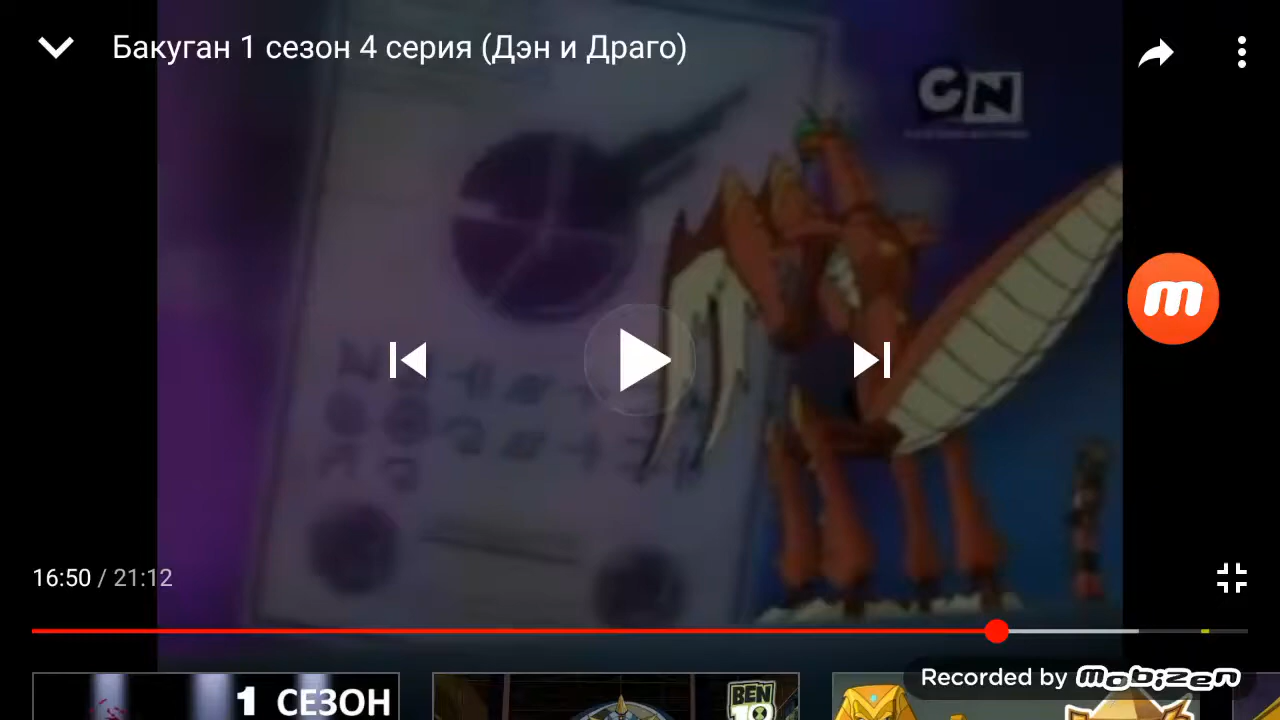 Бакуган 1 сезон 4 серия (Дэн и Драго)
CN
m
16:50 / 21:12
Recorded by mobizen
1 СЕЗОН
BEN
10